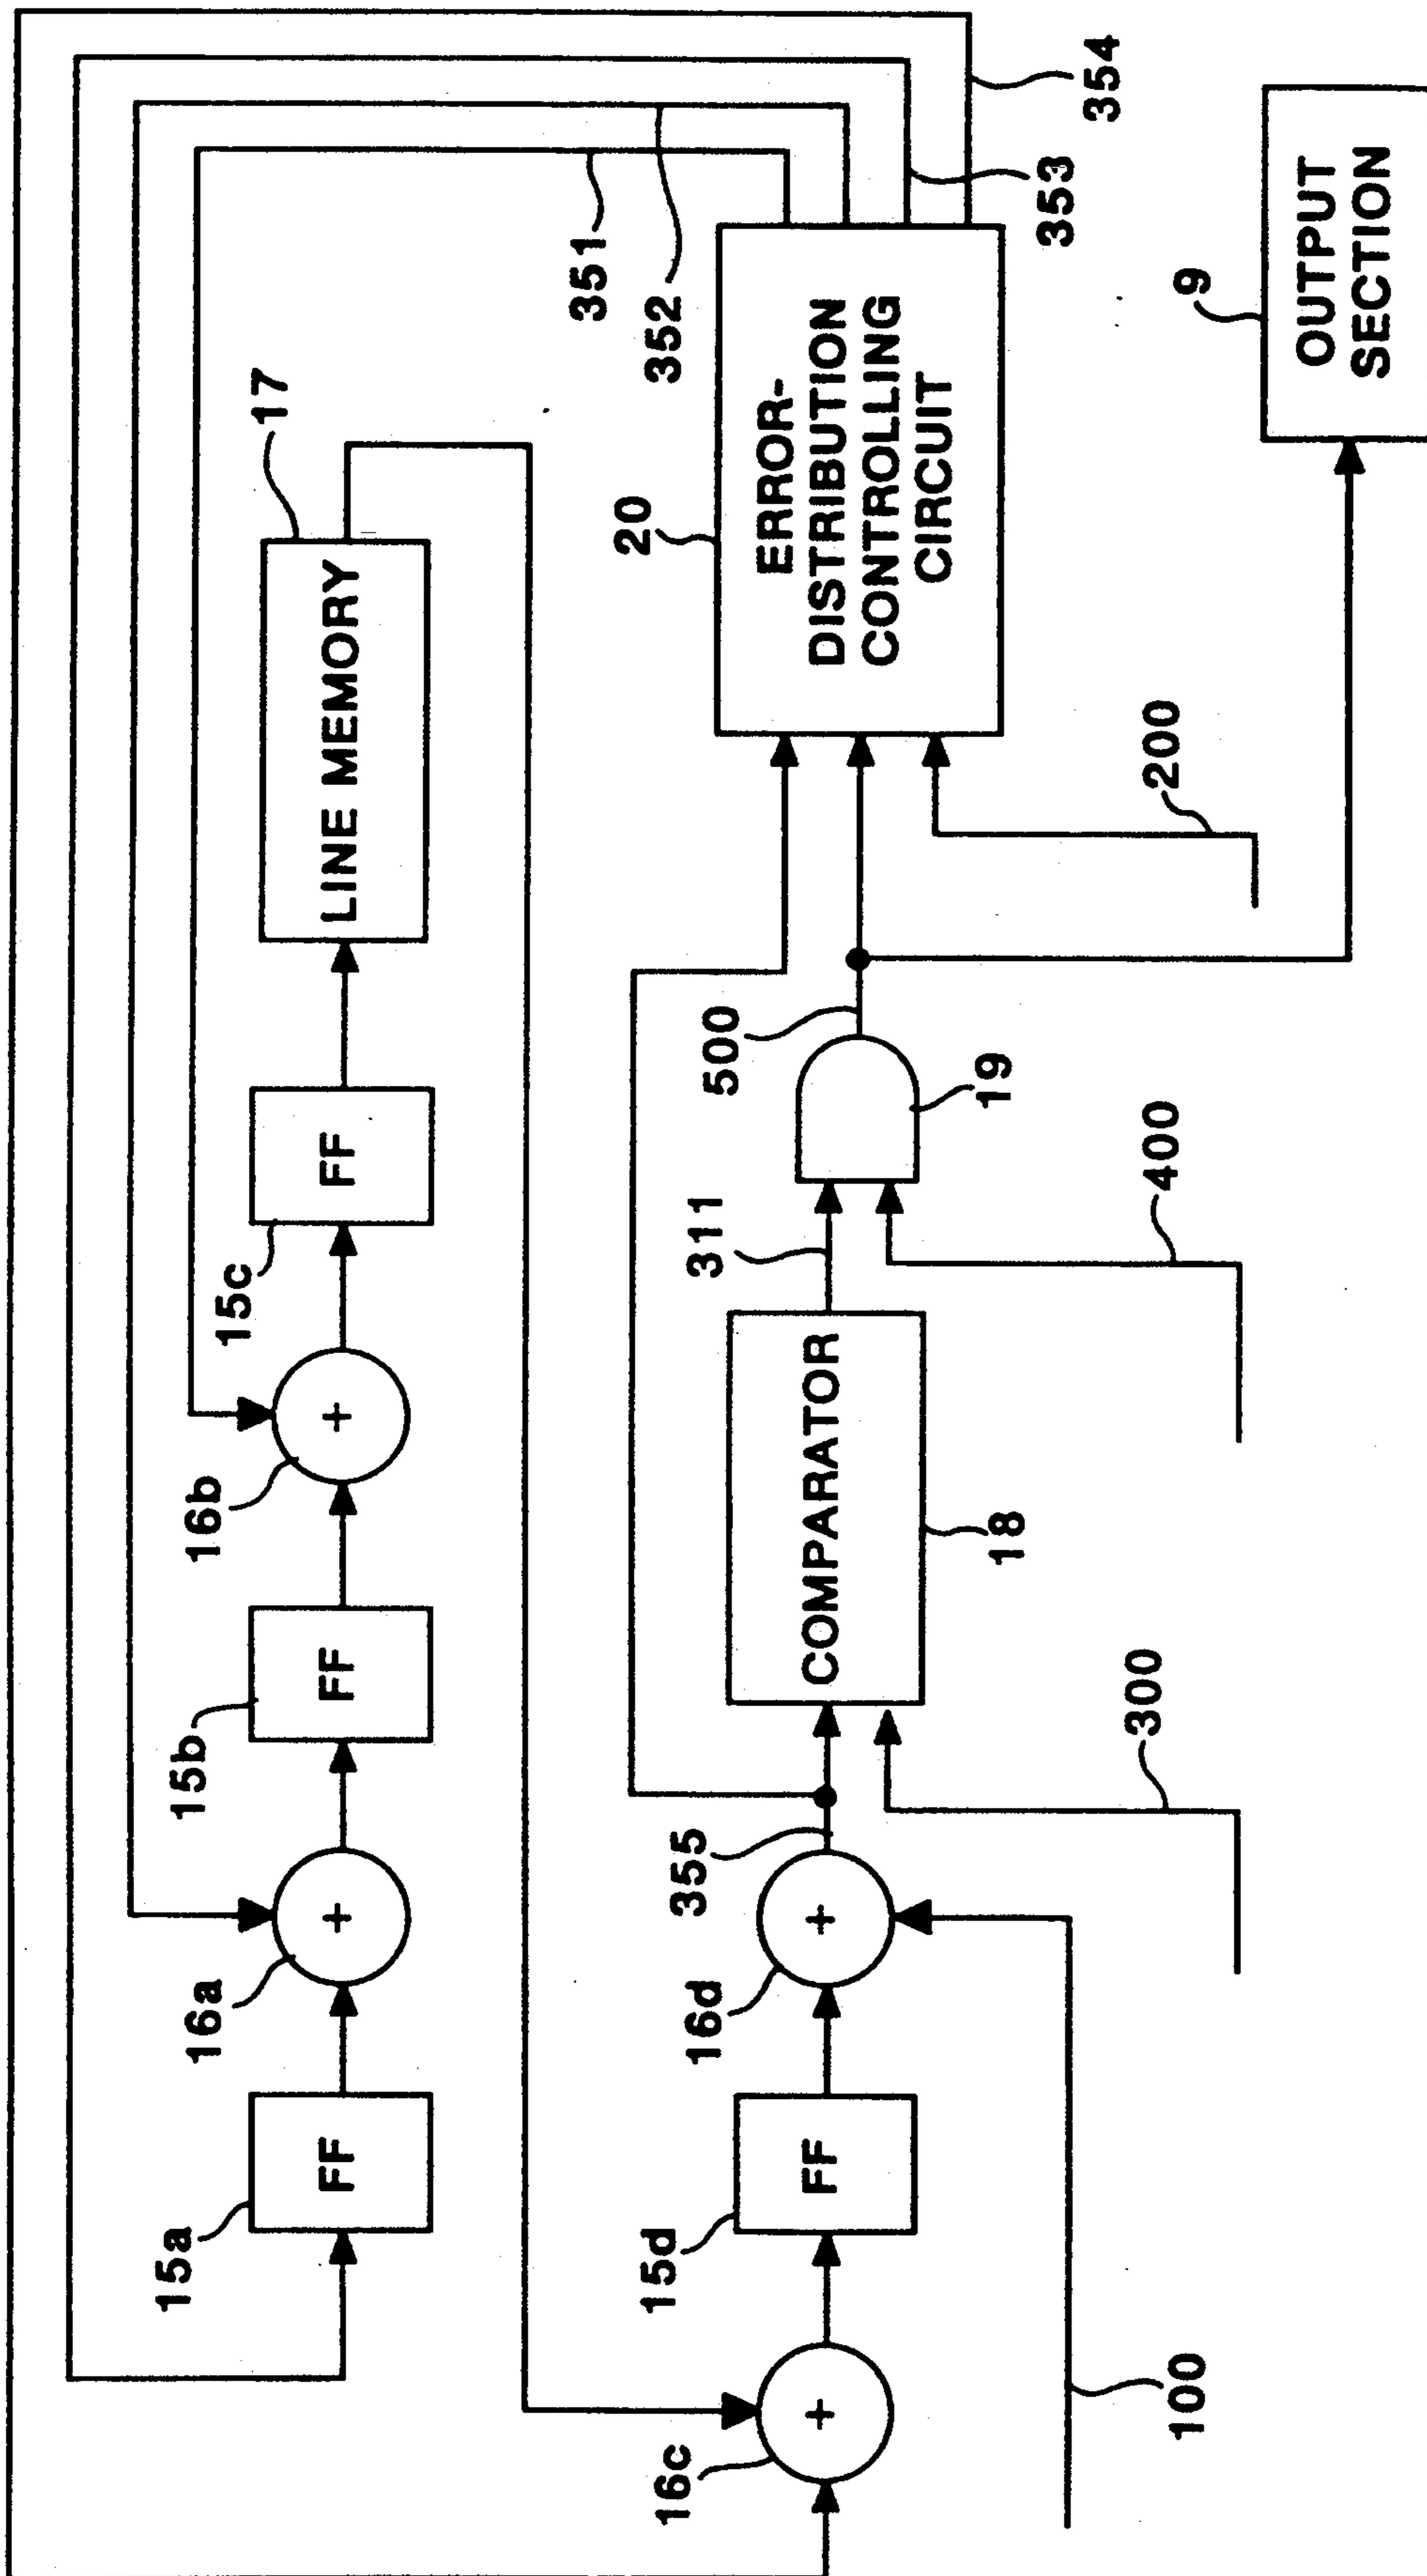 354
353
352
351
17
LINE MEMORY
FF
15c
+
16b
FF
15b
+
16a
FF
15a
20
ERROR-
DISTRIBUTION
CONTROLLING
CIRCUIT
9
OUTPUT
SECTION
200
500
19
400
311
COMPARATOR
18
300
355
+
16d
FF
15d
+
16c
100